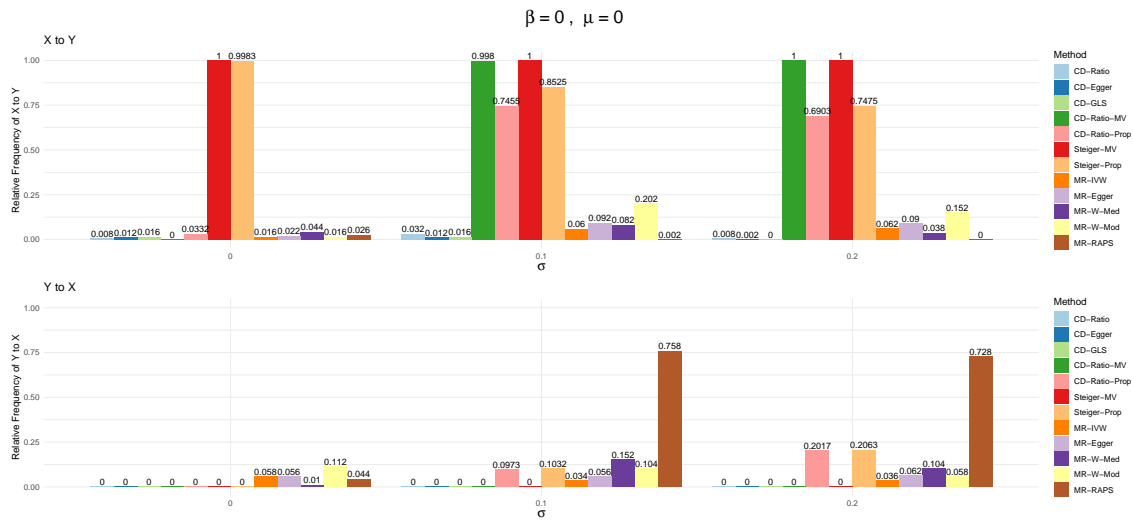 β = 0 , μ = 0
X to Y
Relative Frequency of X to Y
1.00
0.75
0.50
0.25
0.00
0.008 0.012 0.016 0 0.0332 1 0.9983 0.016 0.022 0.044 0.016 0.026
0.032 0.012 0.016 0.998 0.7455 1 0.8525 0.06 0.092 0.082 0.202 0.002
0.008 0.002 0 1 0.6903 1 0.7475 0.062 0.09 0.038 0.152 0
0 0.1 0.2
σ
Method
CD−Ratio
CD−Egger
CD−GLS
CD−Ratio−MV
CD−Ratio−Prop
Steiger−MV
Steiger−Prop
MR−IVW
MR−Egger
MR−W−Med
MR−W−Mod
MR−RAPS
Y to X
Relative Frequency of Y to X
1.00
0.75
0.50
0.25
0.00
0 0 0 0 0 0 0 0.058 0.056 0.01 0.112 0.044
0 0 0 0 0.0973 0 0.1032 0.034 0.056 0.152 0.104 0.758
0 0 0 0 0.2017 0 0.2063 0.036 0.062 0.104 0.058 0.728
0 0.1 0.2
σ
Method
CD−Ratio
CD−Egger
CD−GLS
CD−Ratio−MV
CD−Ratio−Prop
Steiger−MV
Steiger−Prop
MR−IVW
MR−Egger
MR−W−Med
MR−W−Mod
MR−RAPS